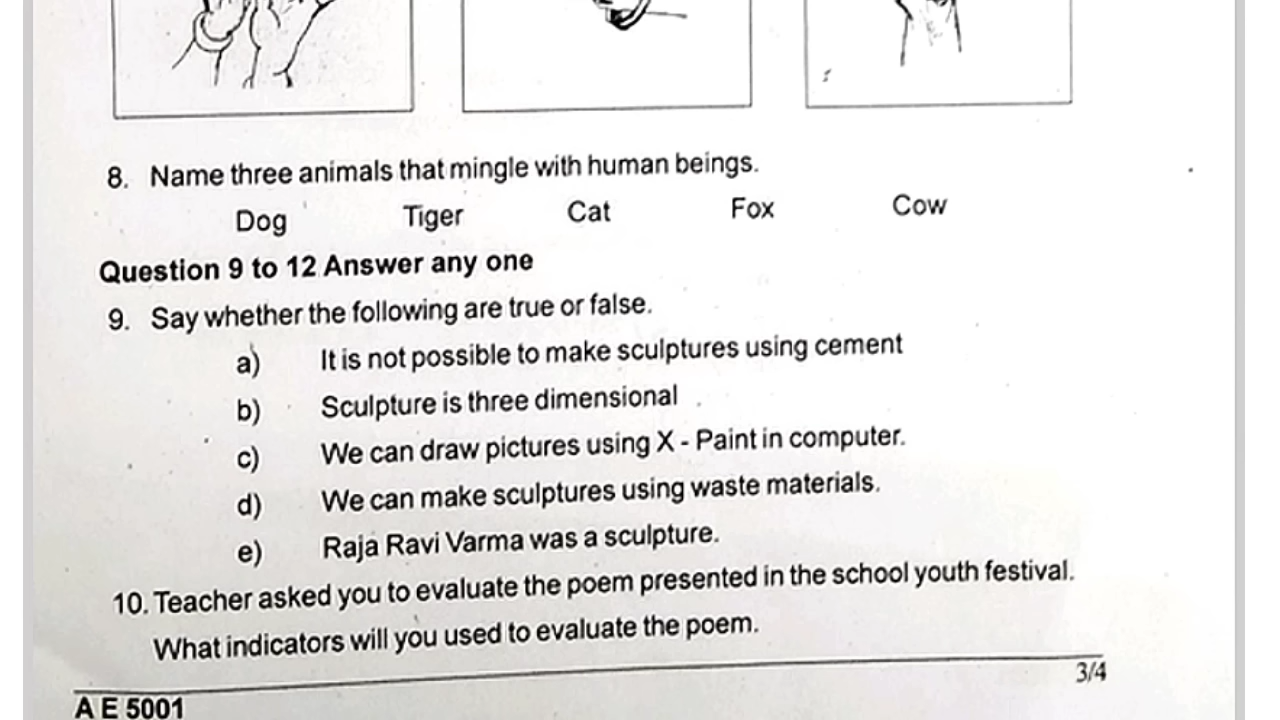 8. Name three animals that mingle with human beings.
Dog Tiger Cat Fox Cow
Question 9 to 12 Answer any one
9. Say whether the following are true or false.
a) It is not possible to make sculptures using cement
b) Sculpture is three dimensional
c) We can draw pictures using X - Paint in computer.
d) We can make sculptures using waste materials.
e) Raja Ravi Varma was a sculpture.
10. Teacher asked you to evaluate the poem presented in the school youth festival.
What indicators will you used to evaluate the poem.
3/4
A E 5001